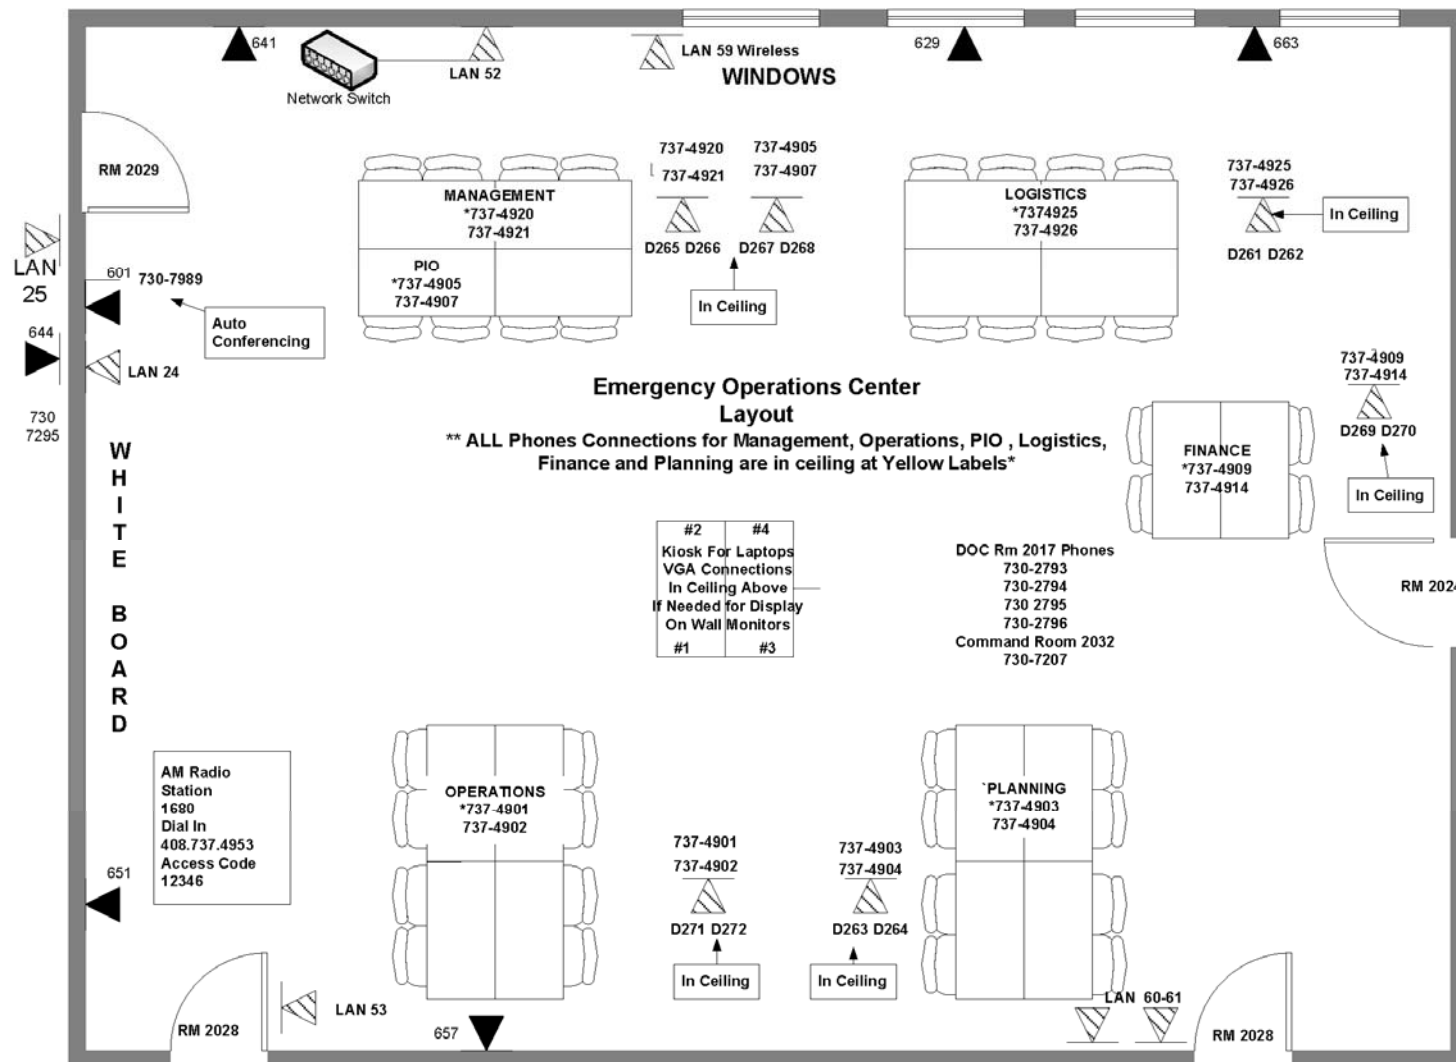 641
Network Switch
LAN 52
LAN 59 Wireless
WINDOWS
629
663
RM 2029
MANAGEMENT
*737-4920
737-4921
PIO
*737-4905
737-4907
737-4920
737-4921
D265 D266
737-4905
737-4907
D267 D268
In Ceiling
LOGISTICS
*7374925
737-4926
737-4925
737-4926
D261 D262
In Ceiling
LAN
25
601
730-7989
Auto
Conferencing
644
LAN 24
730
7295
Emergency Operations Center
Layout
** ALL Phones Connections for Management, Operations, PIO , Logistics,
Finance and Planning are in ceiling at Yellow Labels*
737-4909
737-4914
D269 D270
In Ceiling
FINANCE
*737-4909
737-4914
WHITE BOARD
#2 #4
Kiosk For Laptops
VGA Connections
In Ceiling Above
If Needed for Display
On Wall Monitors
#1 #3
DOC Rm 2017 Phones
730-2793
730-2794
730 2795
730-2796
Command Room 2032
730-7207
RM 2024
AM Radio
Station
1680
Dial In
408.737.4953
Access Code
12346
651
OPERATIONS
*737-4901
737-4902
737-4901
737-4902
D271 D272
In Ceiling
737-4903
737-4904
D263 D264
In Ceiling
`PLANNING
*737-4903
737-4904
RM 2028
LAN 53
657
LAN 60-61
RM 2028